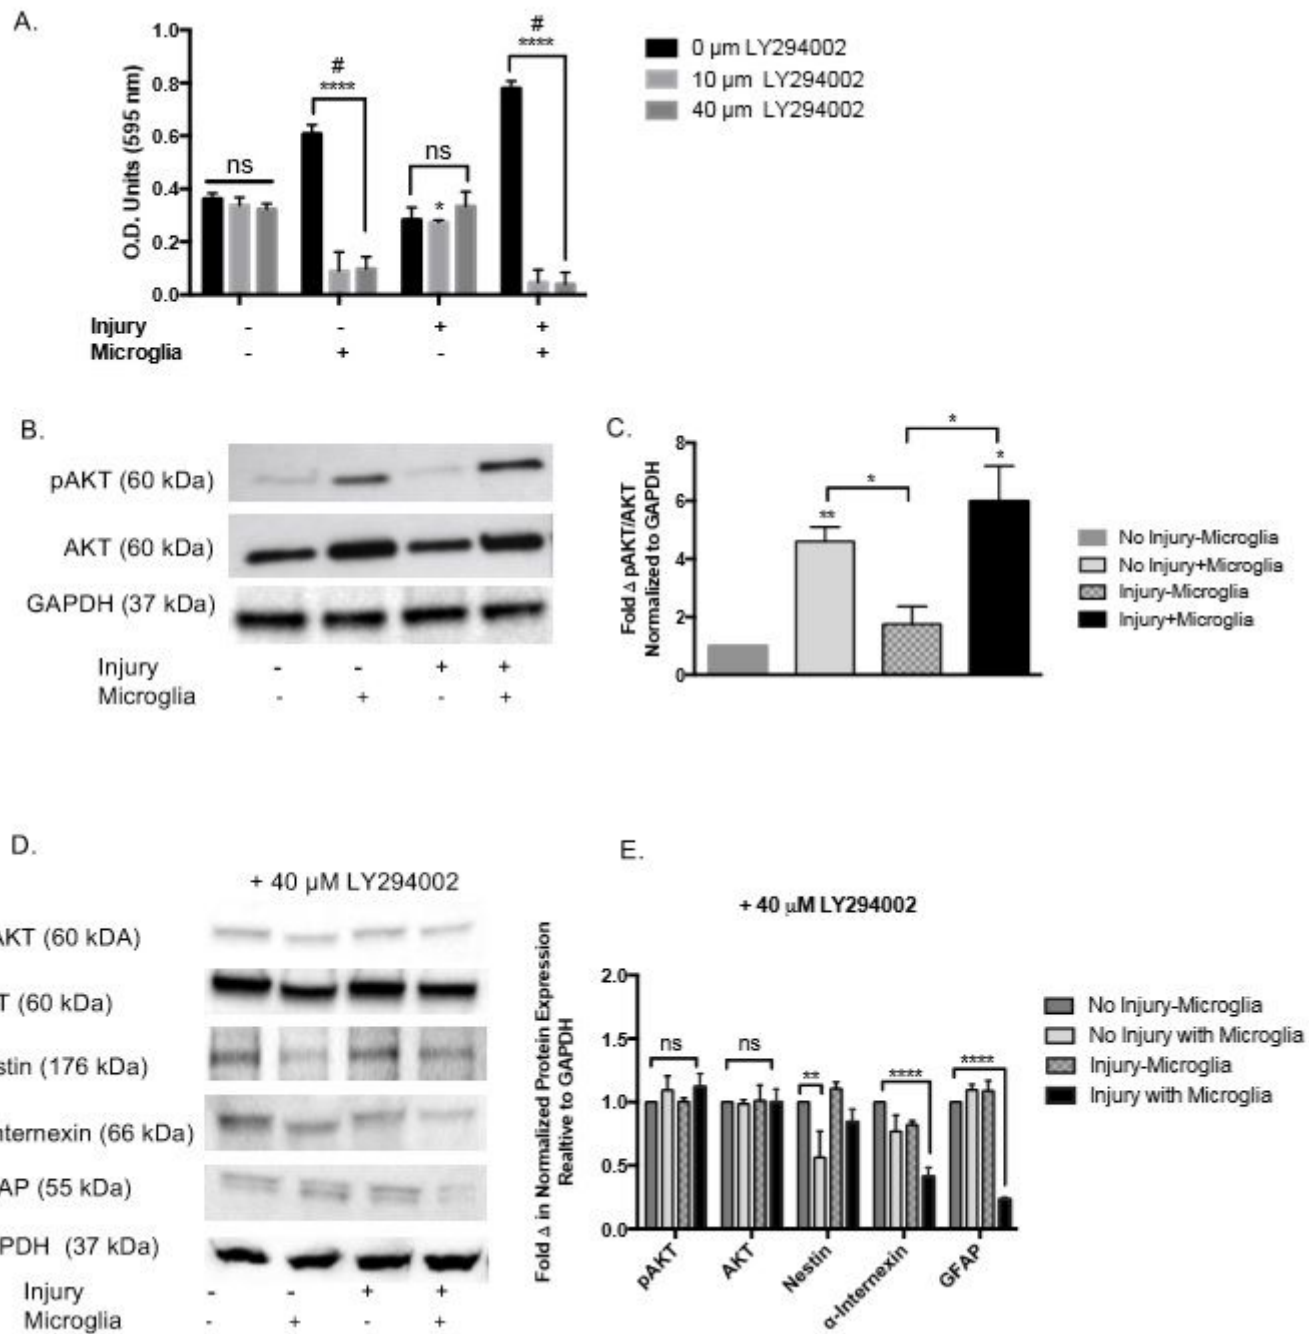 A.
O.D. Units (595 nm)
1.0
0.8
0.6
0.4
0.2
0.0
ns
#
****
ns
*
#
****
0 µm LY294002
10 µm LY294002
40 µm LY294002
Injury - - + +
Microglia - + - +
B.
pAKT (60 kDa)
AKT (60 kDa)
GAPDH (37 kDa)
Injury - - + +
Microglia - + - +
C.
Fold Δ pAKT/AKT
Normalized to GAPDH
8
6
4
2
0
**
*
*
*
No Injury-Microglia
No Injury+Microglia
Injury-Microglia
Injury+Microglia
D.
+ 40 µM LY294002
AKT (60 kDA)
T (60 kDa)
stin (176 kDa)
nternexin (66 kDa)
AP (55 kDa)
PDH (37 kDa)
Injury - - + +
Microglia - + - +
E.
+ 40 µM LY294002
Fold Δ in Normalized Protein Expression
Realtive to GAPDH
2.0
1.5
1.0
0.5
0.0
ns
ns
**
****
****
pAKT
AKT
Nestin
α-Internexin
GFAP
No Injury-Microglia
No Injury with Microglia
Injury-Microglia
Injury with Microglia